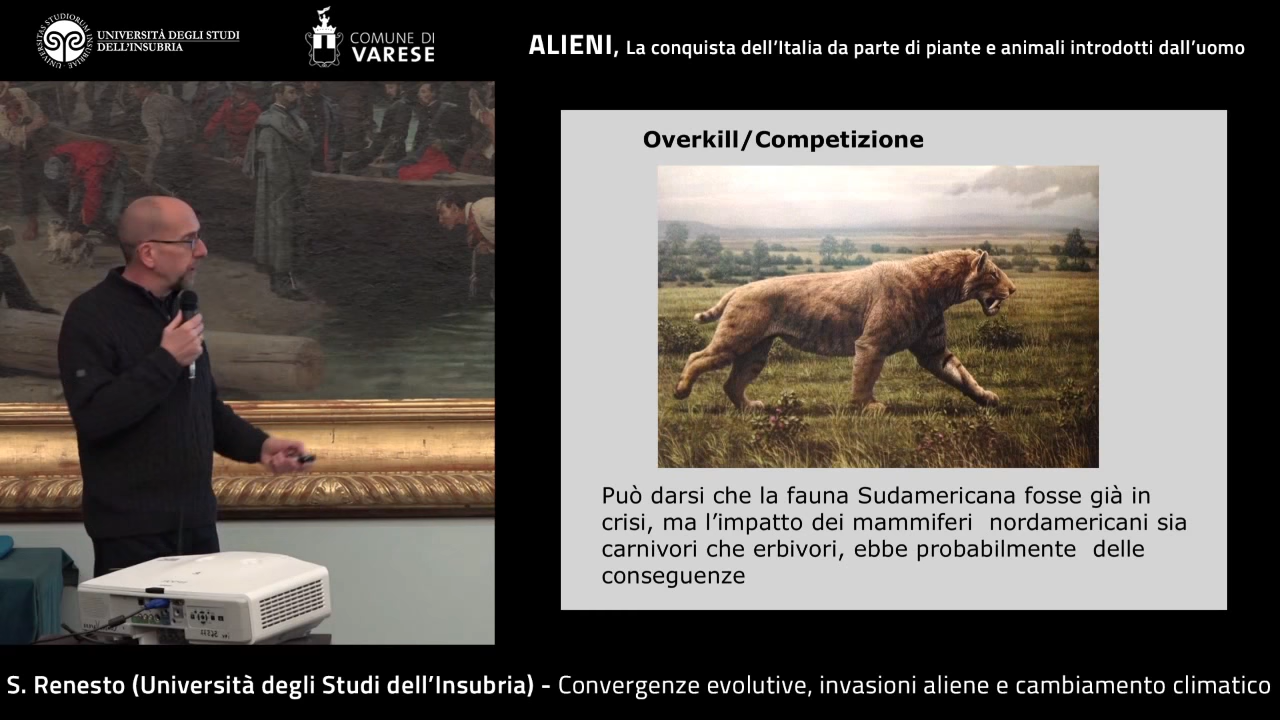 UNIVERSITÀ DEGLI STUDI
DELL'INSUBRIA
COMUNE DI
VARESE
ALIENI, La conquista dell'Italia da parte di piante e animali introdotti dall'uomo
Overkill/Competizione
Può darsi che la fauna Sudamericana fosse già in
crisi, ma l'impatto dei mammiferi nordamericani sia
carnivori che erbivori, ebbe probabilmente delle
conseguenze
S. Renesto (Università degli Studi dell'Insubria) - Convergenze evolutive, invasioni aliene e cambiamento climatico